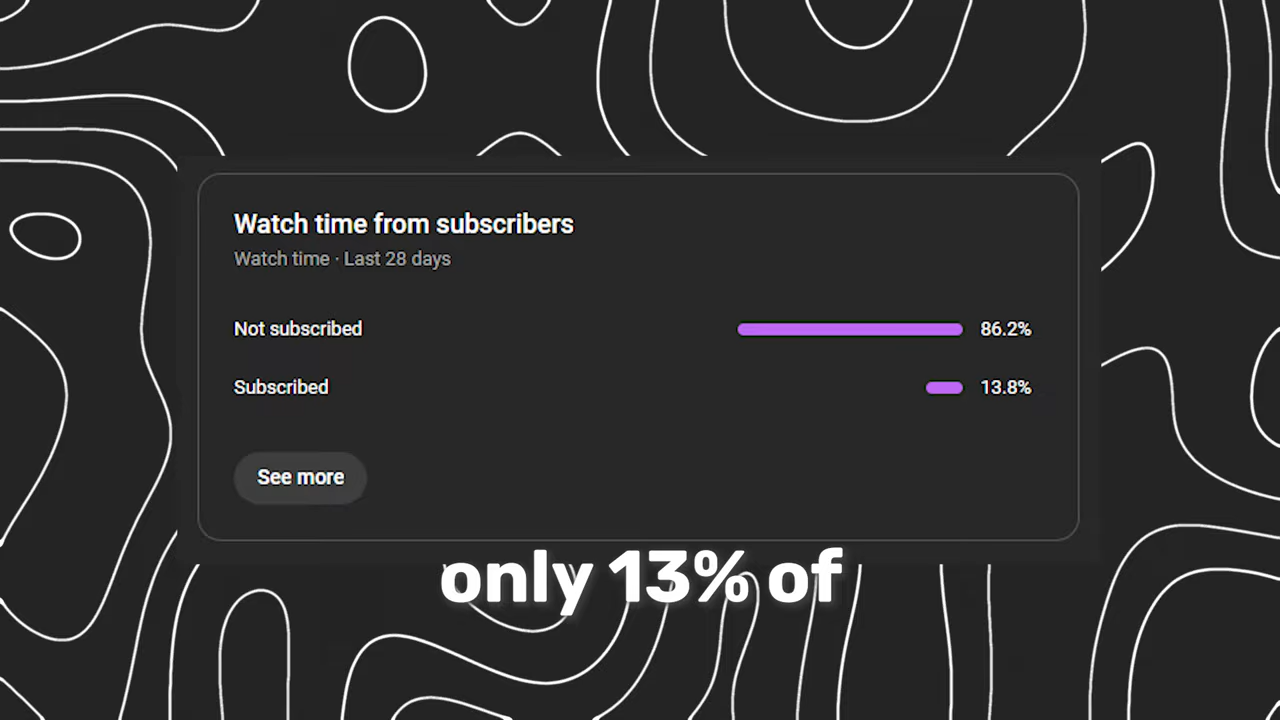 Watch time from subscribers
Watch time · Last 28 days
Not subscribed 86.2%
Subscribed 13.8%
See more
only 13% of